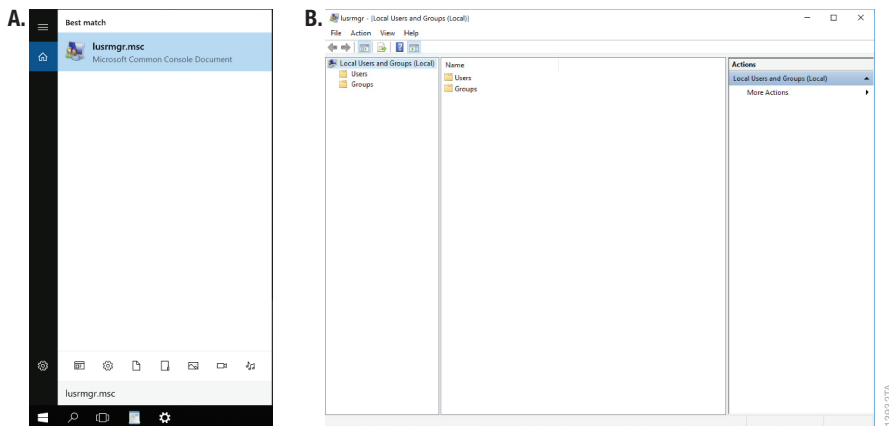 A.
Best match
lusrmgr.msc
Microsoft Common Console Document
lusrmgr.msc
B.
lusrmgr - [Local Users and Groups (Local)]
File Action View Help
Local Users and Groups (Local)
Users
Groups
Name
Users
Groups
Actions
Local Users and Groups (Local)
More Actions